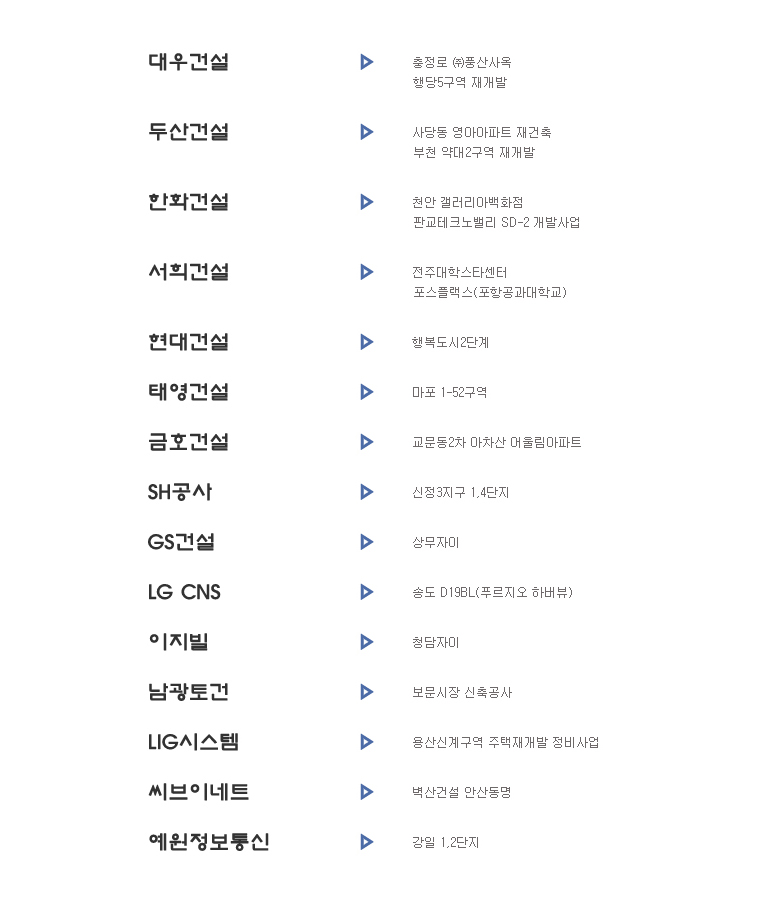 대우건설 충정로 ㈜풍산사옥
행당5구역 재개발
두산건설 사당동 영아아파트 재건축
부천 약대2구역 재개발
한화건설 천안 갤러리아백화점
판교테크노밸리 SD-2 개발사업
서희건설 전주대학스타센터
포스플랙스(포항공과대학교)
현대건설 행복도시2단계
태영건설 마포 1-52구역
금호건설 교문동2차 아차산 어울림아파트
SH공사 신정3지구 1,4단지
GS건설 상무자이
LG CNS 송도 D19BL(푸르지오 하버뷰)
이지빌 청담자이
남광토건 보문시장 신축공사
LIG시스템 용산신계구역 주택재개발 정비사업
씨브이네트 벽산건설 안산동명
예원정보통신 강일 1,2단지